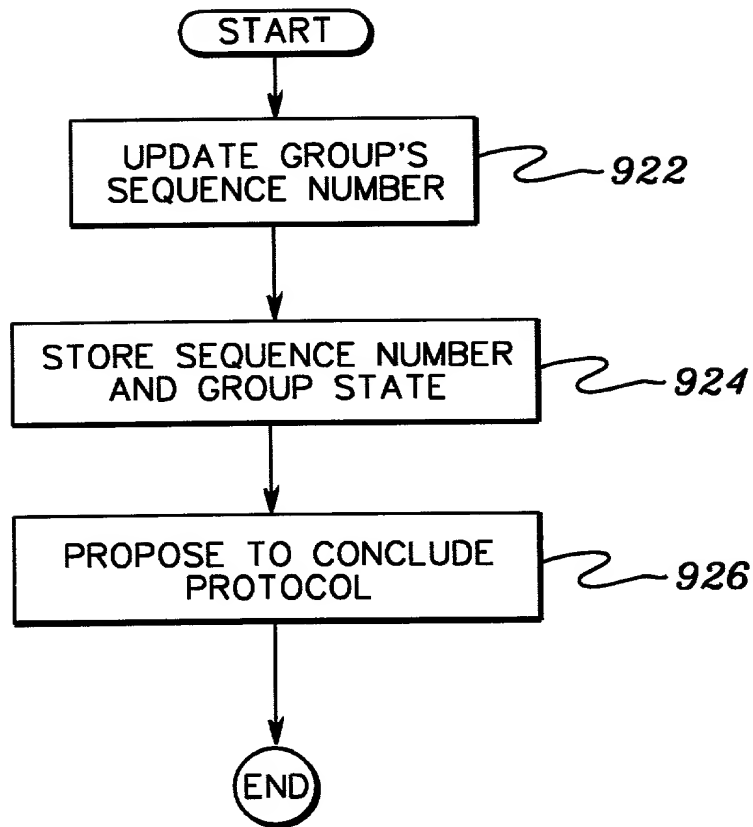 START
UPDATE GROUP'S
SEQUENCE NUMBER
922
STORE SEQUENCE NUMBER
AND GROUP STATE
924
PROPOSE TO CONCLUDE
PROTOCOL
926
END